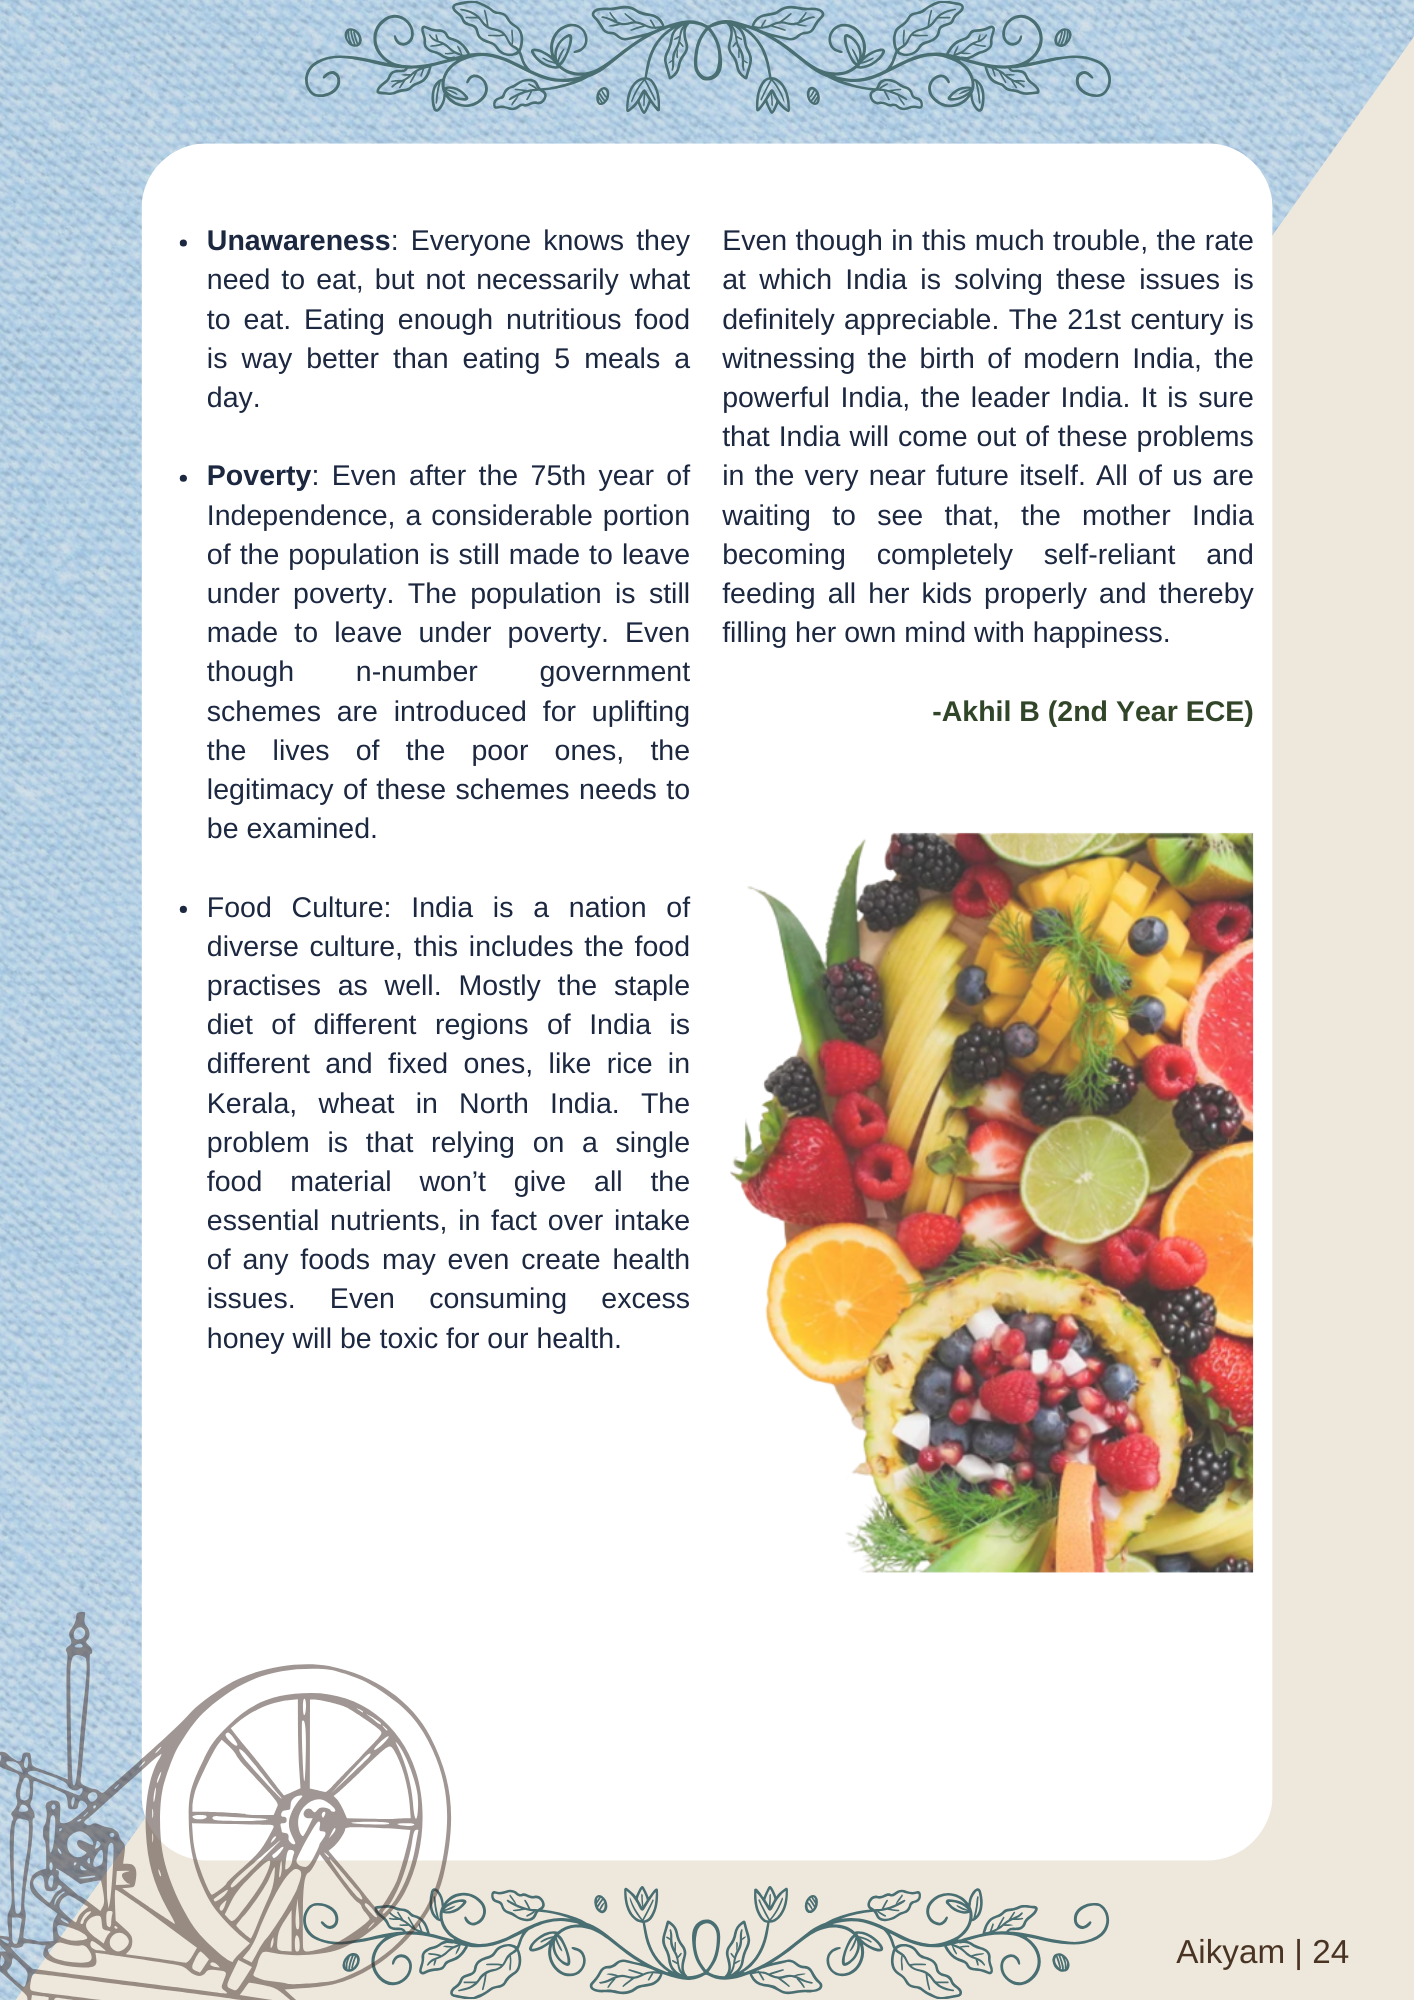 • Unawareness: Everyone knows they
need to eat, but not necessarily what
to eat. Eating enough nutritious food
is way better than eating 5 meals a
day.
• Poverty: Even after the 75th year of
Independence, a considerable portion
of the population is still made to leave
under poverty. The population is still
made to leave under poverty. Even
though n-number government
schemes are introduced for uplifting
the lives of the poor ones, the
legitimacy of these schemes needs to
be examined.
• Food Culture: India is a nation of
diverse culture, this includes the food
practises as well. Mostly the staple
diet of different regions of India is
different and fixed ones, like rice in
Kerala, wheat in North India. The
problem is that relying on a single
food material won’t give all the
essential nutrients, in fact over intake
of any foods may even create health
issues. Even consuming excess
honey will be toxic for our health.
Even though in this much trouble, the rate
at which India is solving these issues is
definitely appreciable. The 21st century is
witnessing the birth of modern India, the
powerful India, the leader India. It is sure
that India will come out of these problems
in the very near future itself. All of us are
waiting to see that, the mother India
becoming completely self-reliant and
feeding all her kids properly and thereby
filling her own mind with happiness.
-Akhil B (2nd Year ECE)
Aikyam | 24